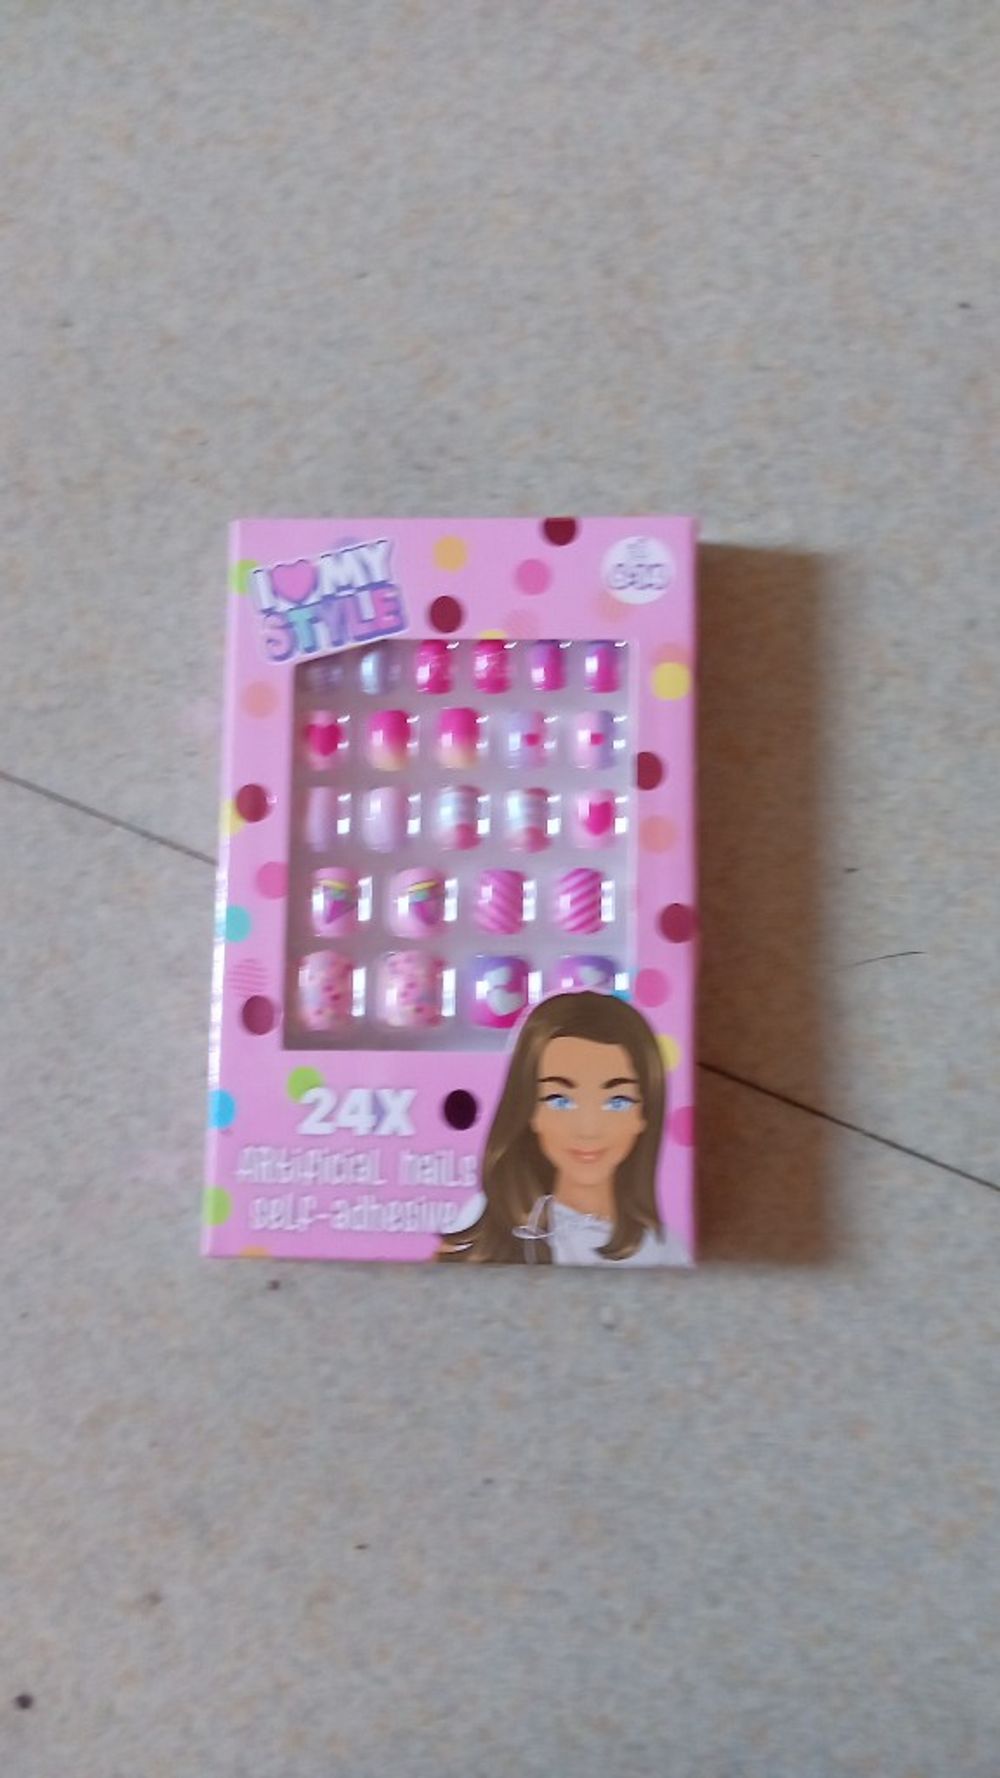 I ♥ MY
STYLE
24X
ARtificial nails
self-adhesive